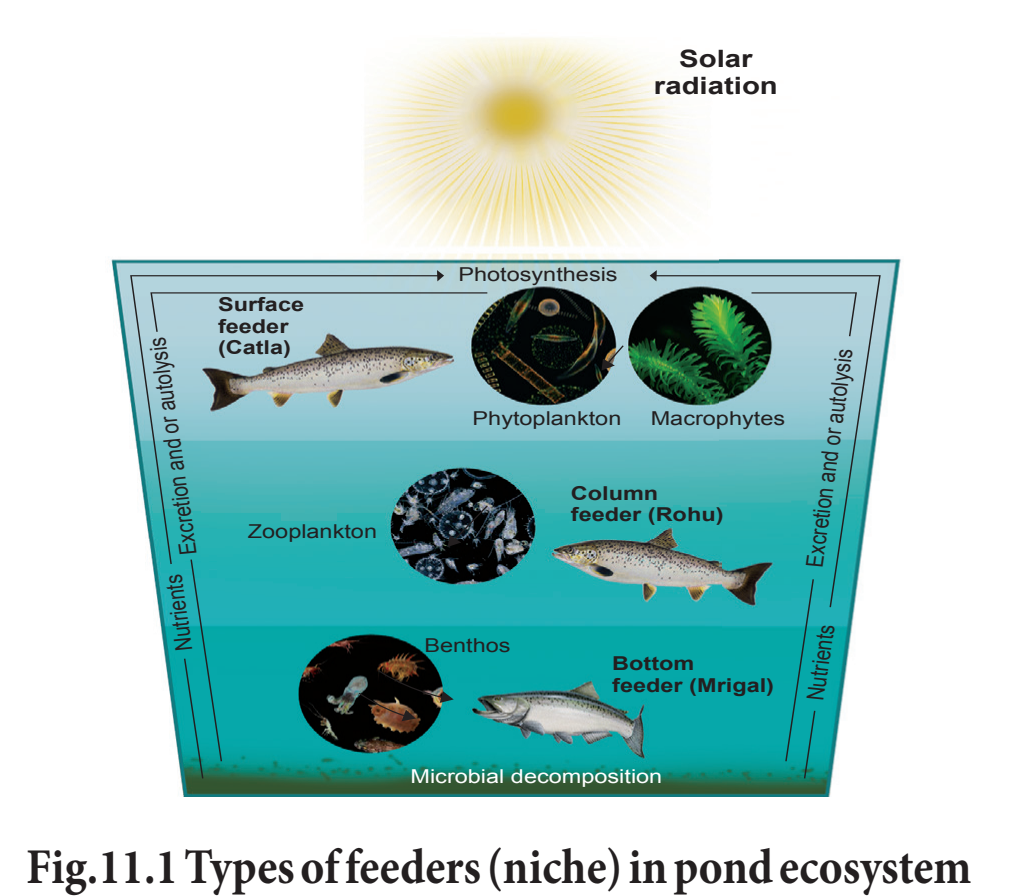 Solar
radiation
Photosynthesis
Surface
feeder
(Catla)
Phytoplankton
Macrophytes
Excretion and or autolysis
Nutrients
Excretion and or autolysis
Nutrients
Zooplankton
Column
feeder (Rohu)
Benthos
Bottom
feeder (Mrigal)
Microbial decomposition
Fig.11.1 Types of feeders (niche) in pond ecosystem